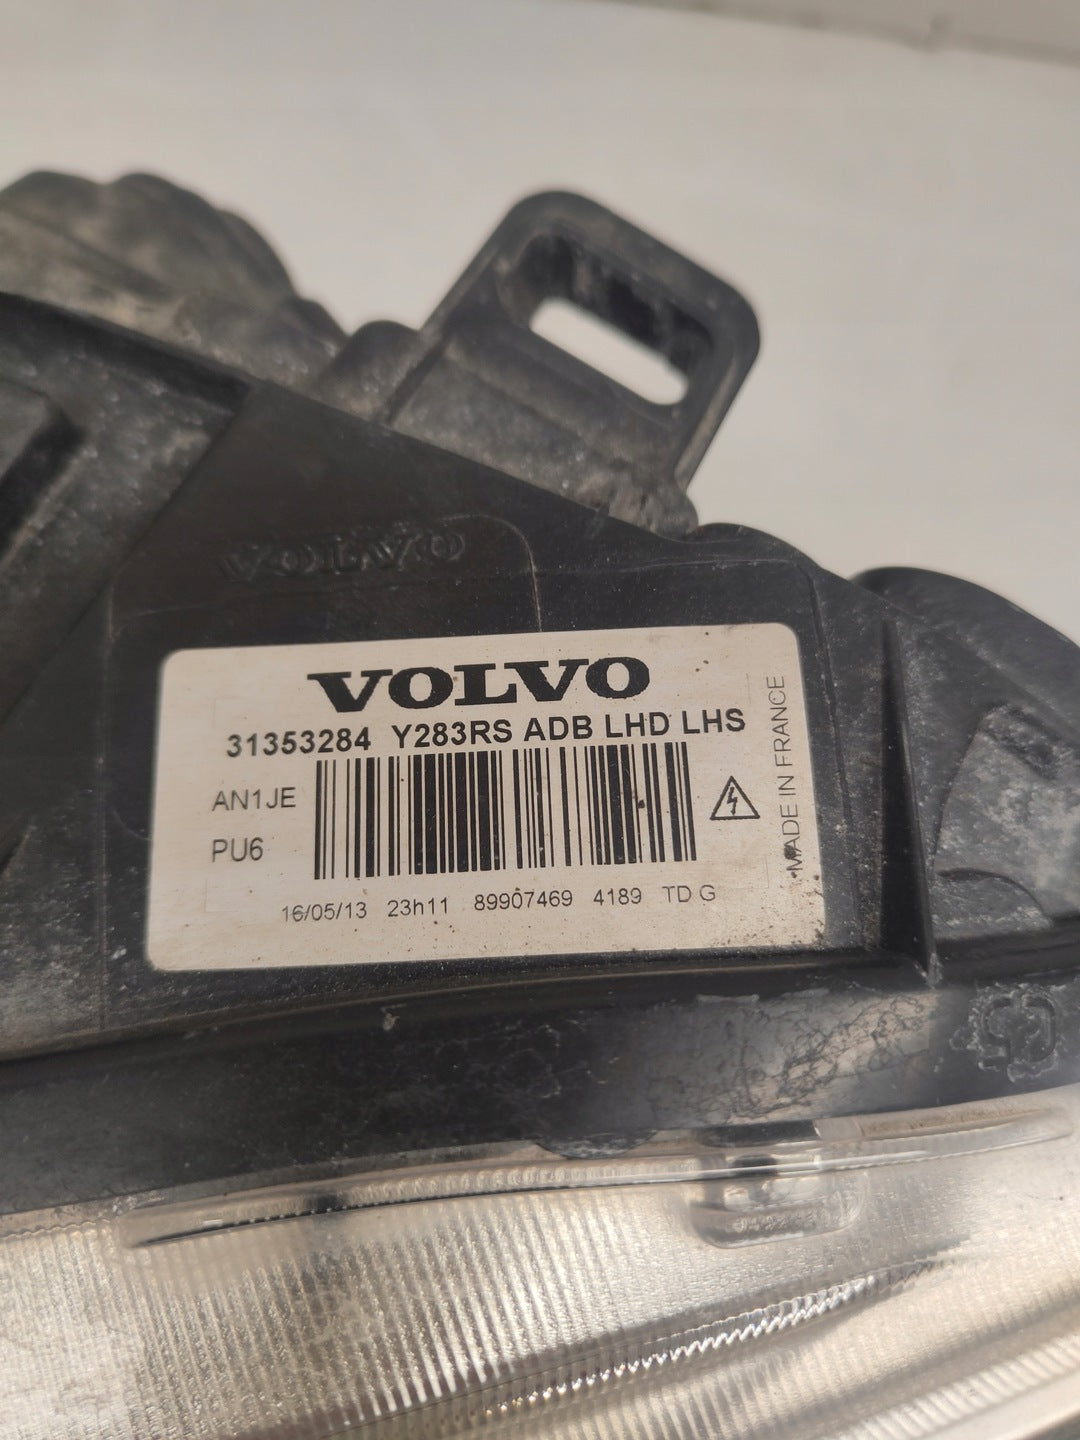 VOLVO
VOLVO
31353284 Y283RS ADB LHD LHS
AN1JE
PU6
16/05/13 23h11 89907469 4189 TD G
MADE IN FRANCE